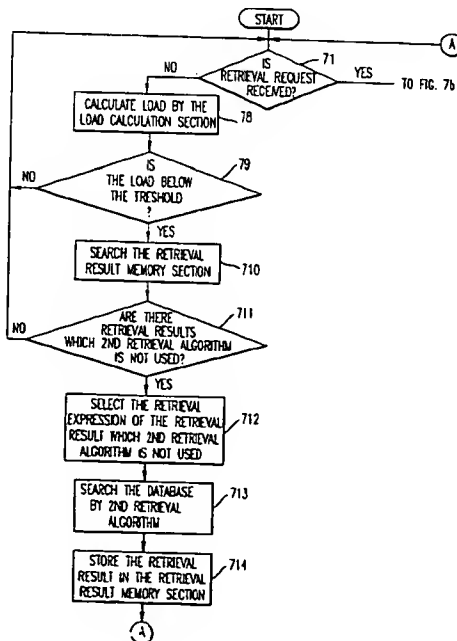 START
A
71
IS
RETRIEVAL REQUEST
RECEIVED?
NO
YES
TO FIG. 7b
CALCULATE LOAD BY THE
LOAD CALCULATION SECTION
78
79
IS
THE LOAD BELOW
THE TRESHOLD
?
NO
YES
SEARCH THE RETRIEVAL
RESULT MEMORY SECTION
710
711
ARE THERE
RETRIEVAL RESULTS
WHICH 2ND RETRIEVAL ALGORITHM
IS NOT USED?
NO
YES
SELECT THE RETRIEVAL
EXPRESSION OF THE RETRIEVAL
RESULT WHICH 2ND RETRIEVAL
ALGORITHM IS NOT USED
712
SEARCH THE DATABASE
BY 2ND RETRIEVAL
ALGORITHM
713
STORE THE RETRIEVAL
RESULT IN THE RETRIEVAL
RESULT MEMORY SECTION
714
A